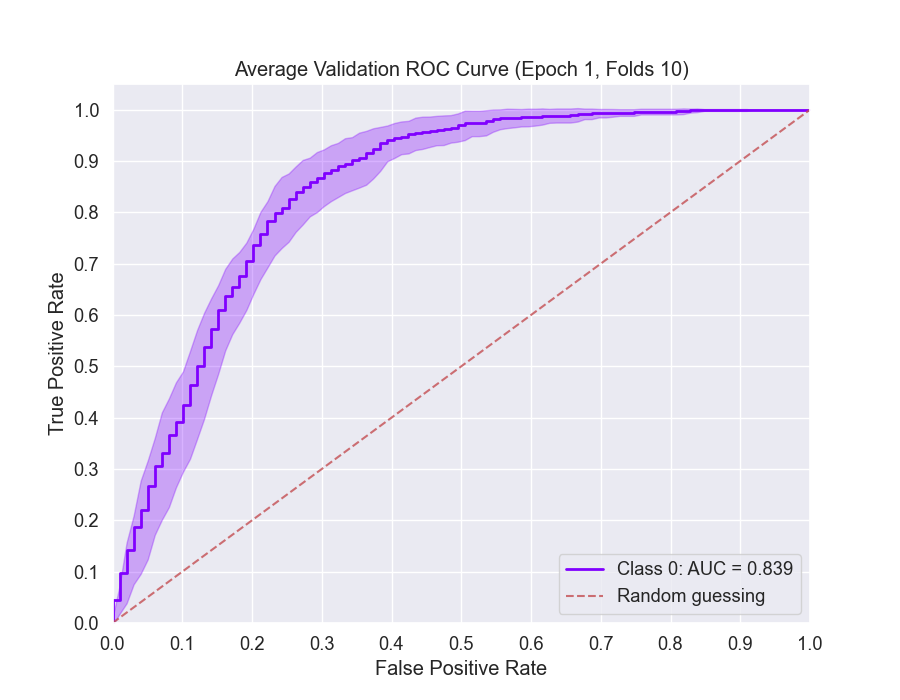 Average Validation ROC Curve (Epoch 1, Folds 10)
True Positive Rate
1.0
0.9
0.8
0.7
0.6
0.5
0.4
0.3
0.2
0.1
0.0
Class 0: AUC = 0.839
Random guessing
0.0 0.1 0.2 0.3 0.4 0.5 0.6 0.7 0.8 0.9 1.0
False Positive Rate